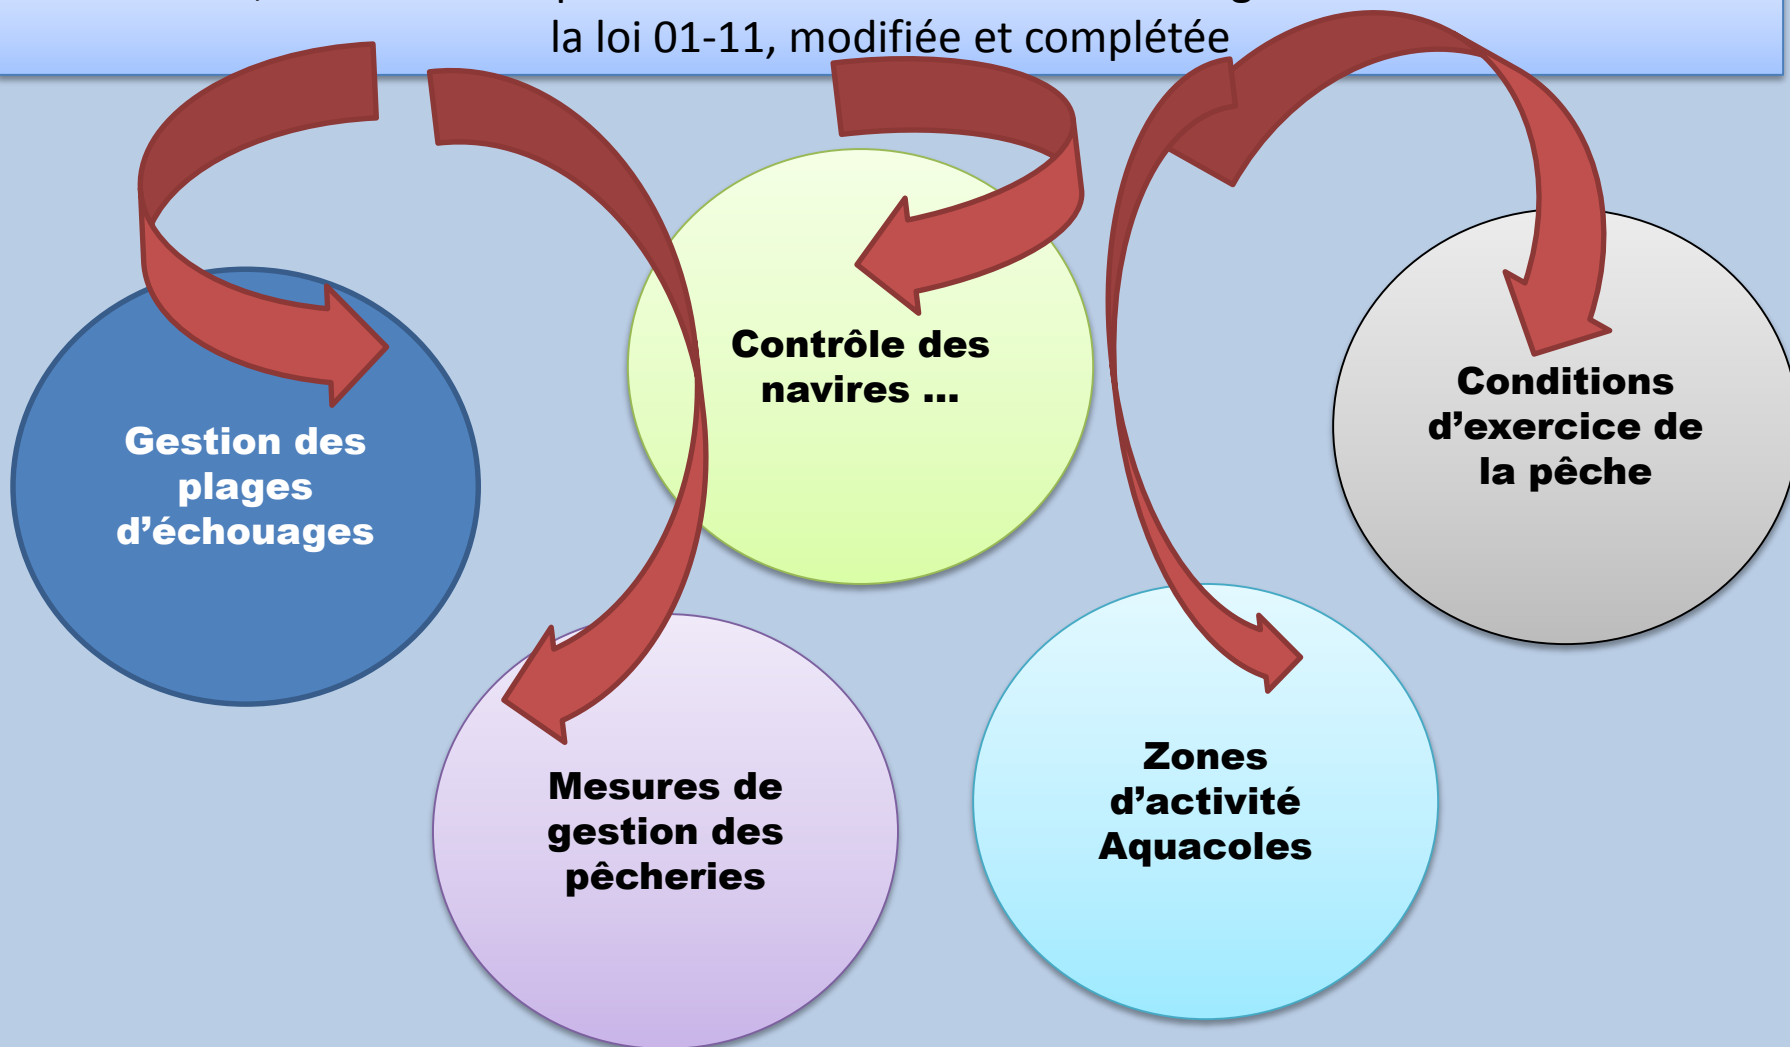 la loi 01-11, modifiée et complétée
Contrôle des
navires ...
Conditions
d’exercice de
la pêche
Gestion des
plages
d’échouages
Mesures de
gestion des
pêcheries
Zones
d’activité
Aquacoles